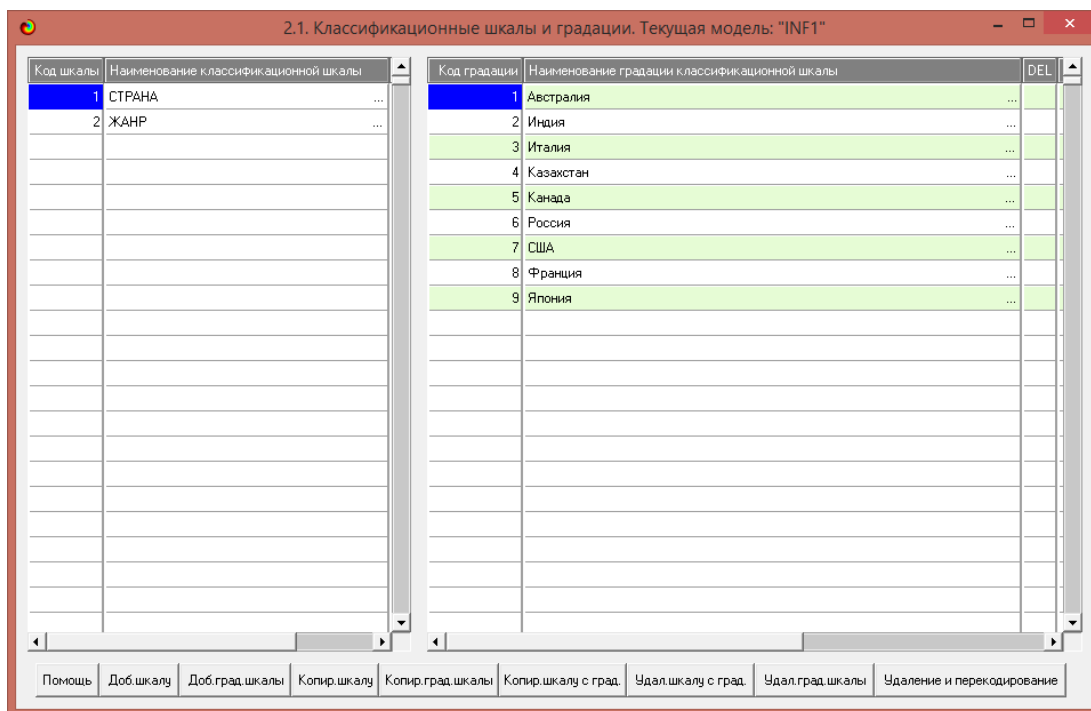 2.1. Классификационные шкалы и градации. Текущая модель: "INF1"
Код шкалы Наименование классификационной шкалы
1 СТРАНА ...
2 ЖАНР ...
Код градации Наименование градации классификационной шкалы DEL
1 Австралия ...
2 Индия ...
3 Италия ...
4 Казахстан ...
5 Канада ...
6 Россия ...
7 США ...
8 Франция ...
9 Япония ...
Помощь Доб.шкалу Доб.град.шкалы Копир.шкалу Копир.град.шкалы Копир.шкалу с град. Удал.шкалу с град. Удал.град.шкалы Удаление и перекодирование